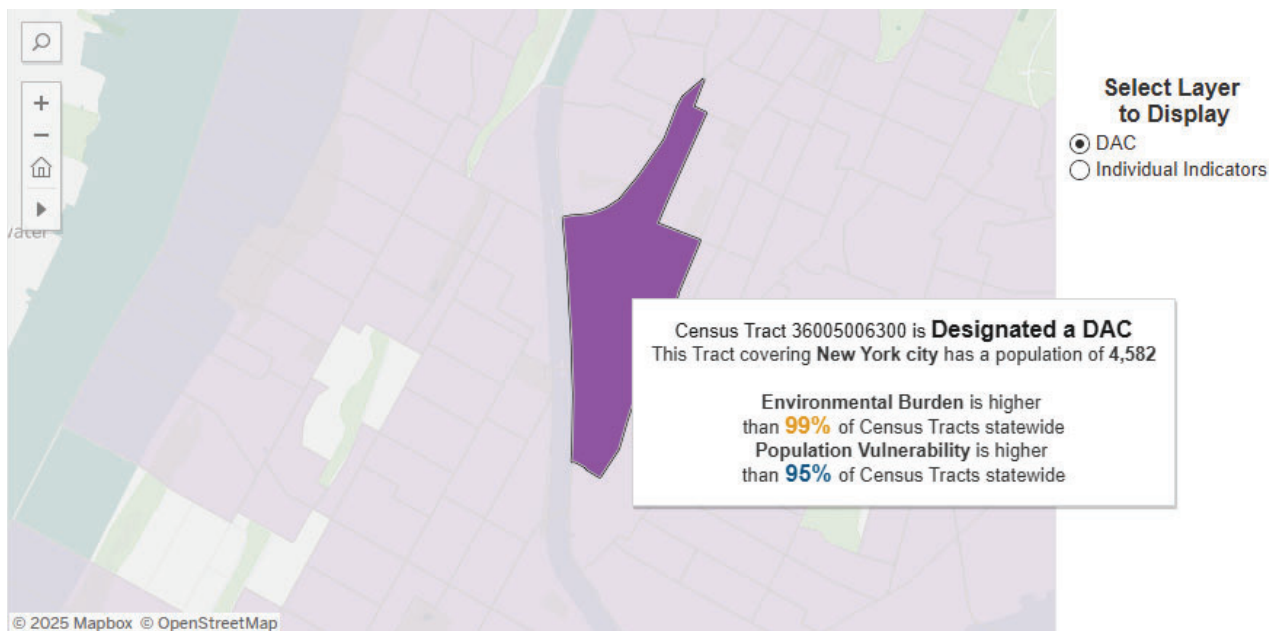 vater
Select Layer
to Display
DAC
Individual Indicators
Census Tract 36005006300 is Designated a DAC
This Tract covering New York city has a population of 4,582
Environmental Burden is higher
than 99% of Census Tracts statewide
Population Vulnerability is higher
than 95% of Census Tracts statewide
© 2025 Mapbox © OpenStreetMap